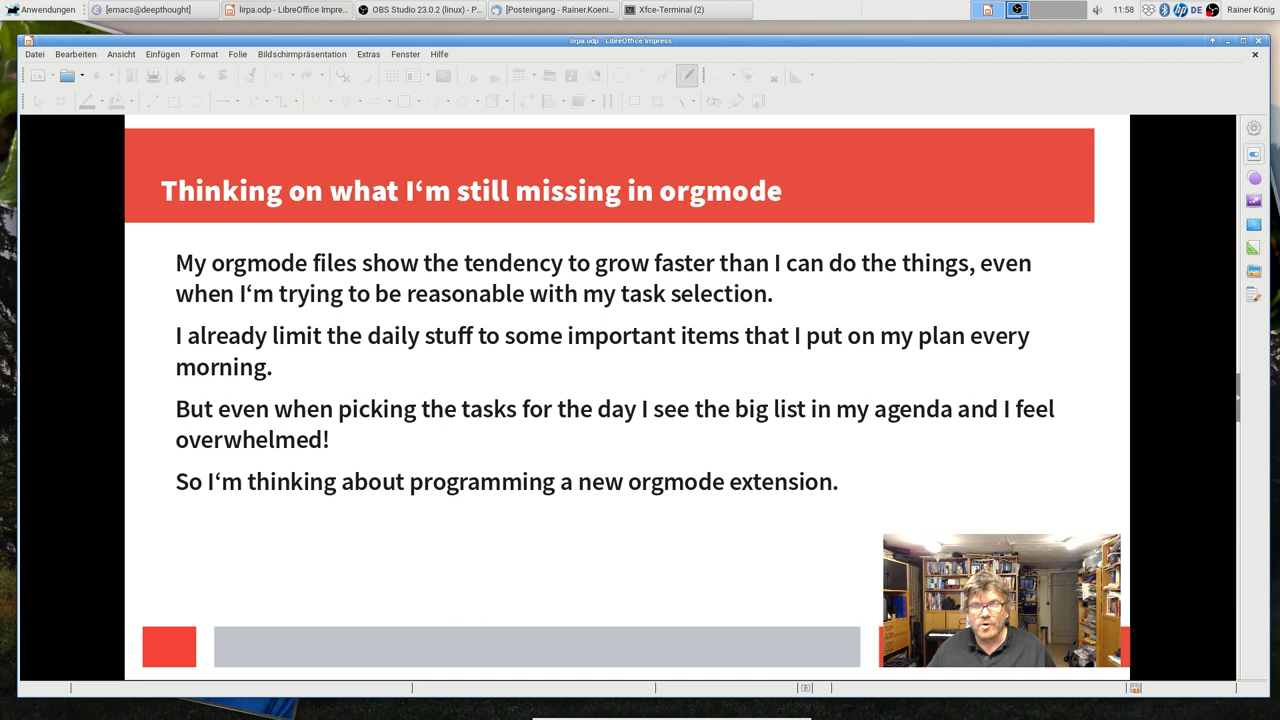 Anwendungen
[emacs@deepthought]
lirpa.odp - LibreOffice Impre...
OBS Studio 23.0.2 (linux) - P...
[Posteingang - Rainer.Koeni...
Xfce-Terminal (2)
DE
11:58
Rainer König
lirpa.odp - LibreOffice Impress
Datei Bearbeiten Ansicht Einfügen Format Folie Bildschirmpräsentation Extras Fenster Hilfe
Thinking on what I‘m still missing in orgmode
My orgmode files show the tendency to grow faster than I can do the things, even
when I‘m trying to be reasonable with my task selection.
I already limit the daily stuff to some important items that I put on my plan every
morning.
But even when picking the tasks for the day I see the big list in my agenda and I feel
overwhelmed!
So I‘m thinking about programming a new orgmode extension.